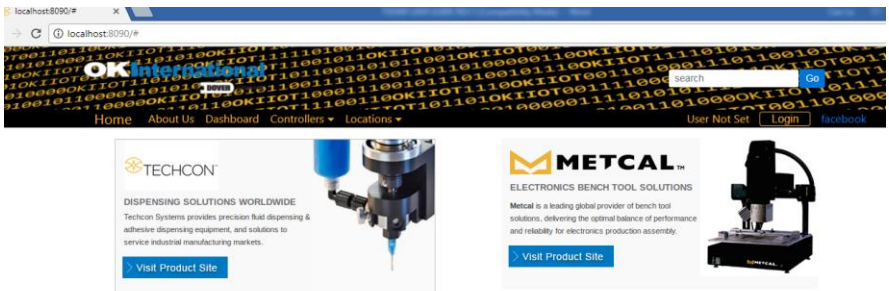 localhost:8090/#
localhost:8090/#
OKInternational
DOVER
search
Go
Home About Us Dashboard Controllers Locations
User Not Set Login facebook
TECHCON
DISPENSING SOLUTIONS WORLDWIDE
Techcon Systems provides precision fluid dispensing &
adhesive dispensing equipment, and solutions to
service industrial manufacturing markets.
Visit Product Site
METCAL TM
ELECTRONICS BENCH TOOL SOLUTIONS
Metcal is a leading global provider of bench tool
solutions, delivering the optimal balance of performance
and reliability for electronics production assembly.
Visit Product Site
METCAL